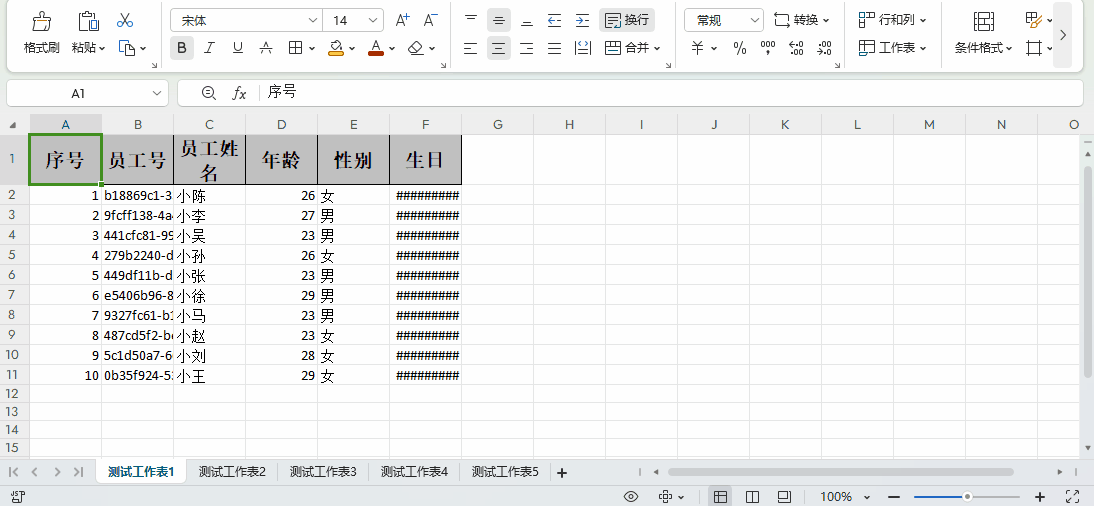 宋体 14 A+ A- 换行 常规 转换 行和列
格式刷 粘贴 B I U A A 合并 ¥ % 工作表 条件格式
A1 fx 序号
A B C D E F G H I J K L M N O
1 序号 员工号 员工姓名 年龄 性别 生日
2 1 b18869c1-3 小陈 26 女 #########
3 2 9fcff138-4a 小李 27 男 #########
4 3 441cfc81-99 小吴 23 男 #########
5 4 279b2240-d 小孙 26 女 #########
6 5 449df11b-d 小张 23 男 #########
7 6 e5406b96-8 小徐 29 男 #########
8 7 9327fc61-b1 小马 23 男 #########
9 8 487cd5f2-b 小赵 23 女 #########
10 9 5c1d50a7-6 小刘 28 女 #########
11 10 0b35f924-5 小王 29 女 #########
12
13
14
15
测试工作表1 测试工作表2 测试工作表3 测试工作表4 测试工作表5 +
100%